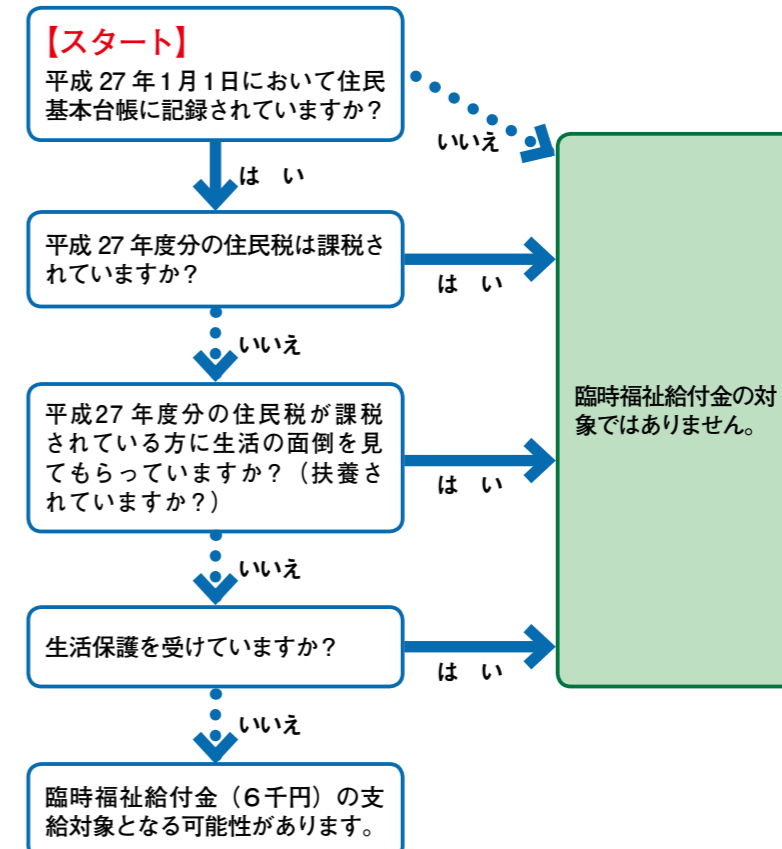 【スタート】
平成 27 年1月1日において住民
基本台帳に記録されていますか？
いいえ
は い
平成 27 年度分の住民税は課税さ
れていますか？
は い
いいえ
平成27 年度分の住民税が課税
されている方に生活の面倒を見
てもらっていますか？（扶養さ
れていますか？）
は い
いいえ
生活保護を受けていますか？
は い
いいえ
臨時福祉給付金（6千円）の支
給対象となる可能性があります。
臨時福祉給付金の対
象ではありません。